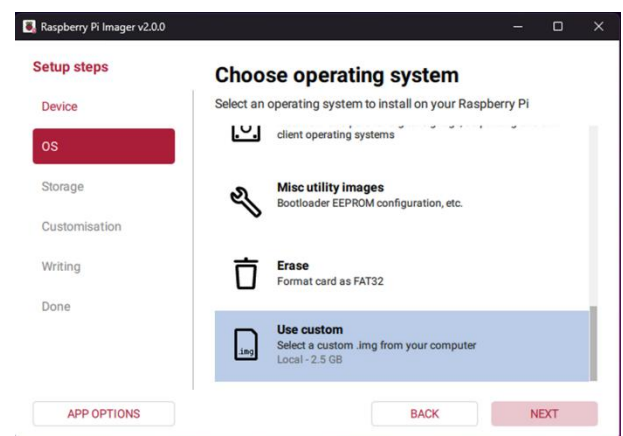 Raspberry Pi Imager v2.0.0
Setup steps
Device
OS
Storage
Customisation
Writing
Done
APP OPTIONS
Choose operating system
Select an operating system to install on your Raspberry Pi
client operating systems
Misc utility images
Bootloader EEPROM configuration, etc.
Erase
Format card as FAT32
.img
Use custom
Select a custom .img from your computer
Local - 2.5 GB
BACK
NEXT